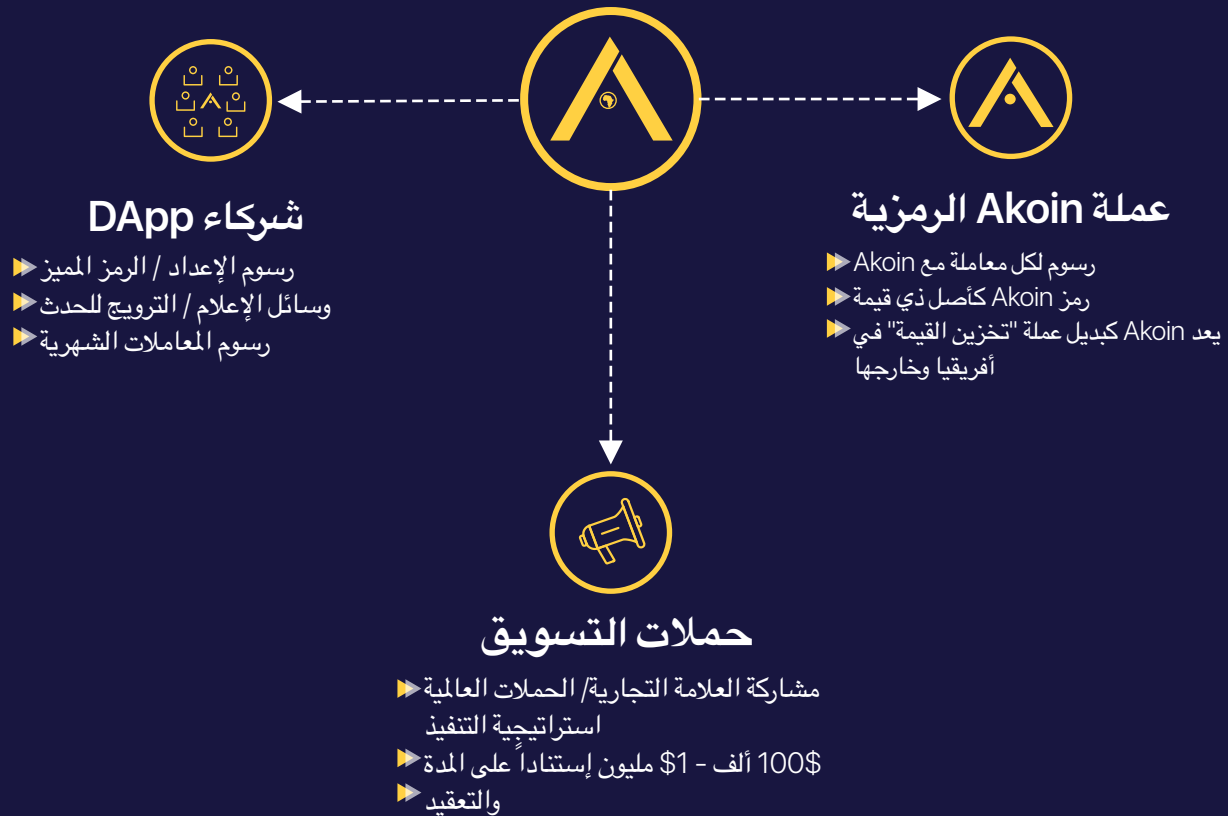 عملة Akoin الرمزية
رسوم لكل معاملة مع Akoin
رمز Akoin كأصل ذي قيمة
يعد Akoin كبديل عملة "تخزين القيمة" في
أفريقيا وخارجها
شركاء DApp
رسوم الإعداد / الرمز المميز
وسائل الإعلام / الترويج للحدث
رسوم المعاملات الشهرية
حملات التسويق
مشاركة العلامة التجارية/ الحملات العالمية
استراتيجية التنفيذ
100$ ألف - 1$ مليون إستناداً على المدة
والتعقيد